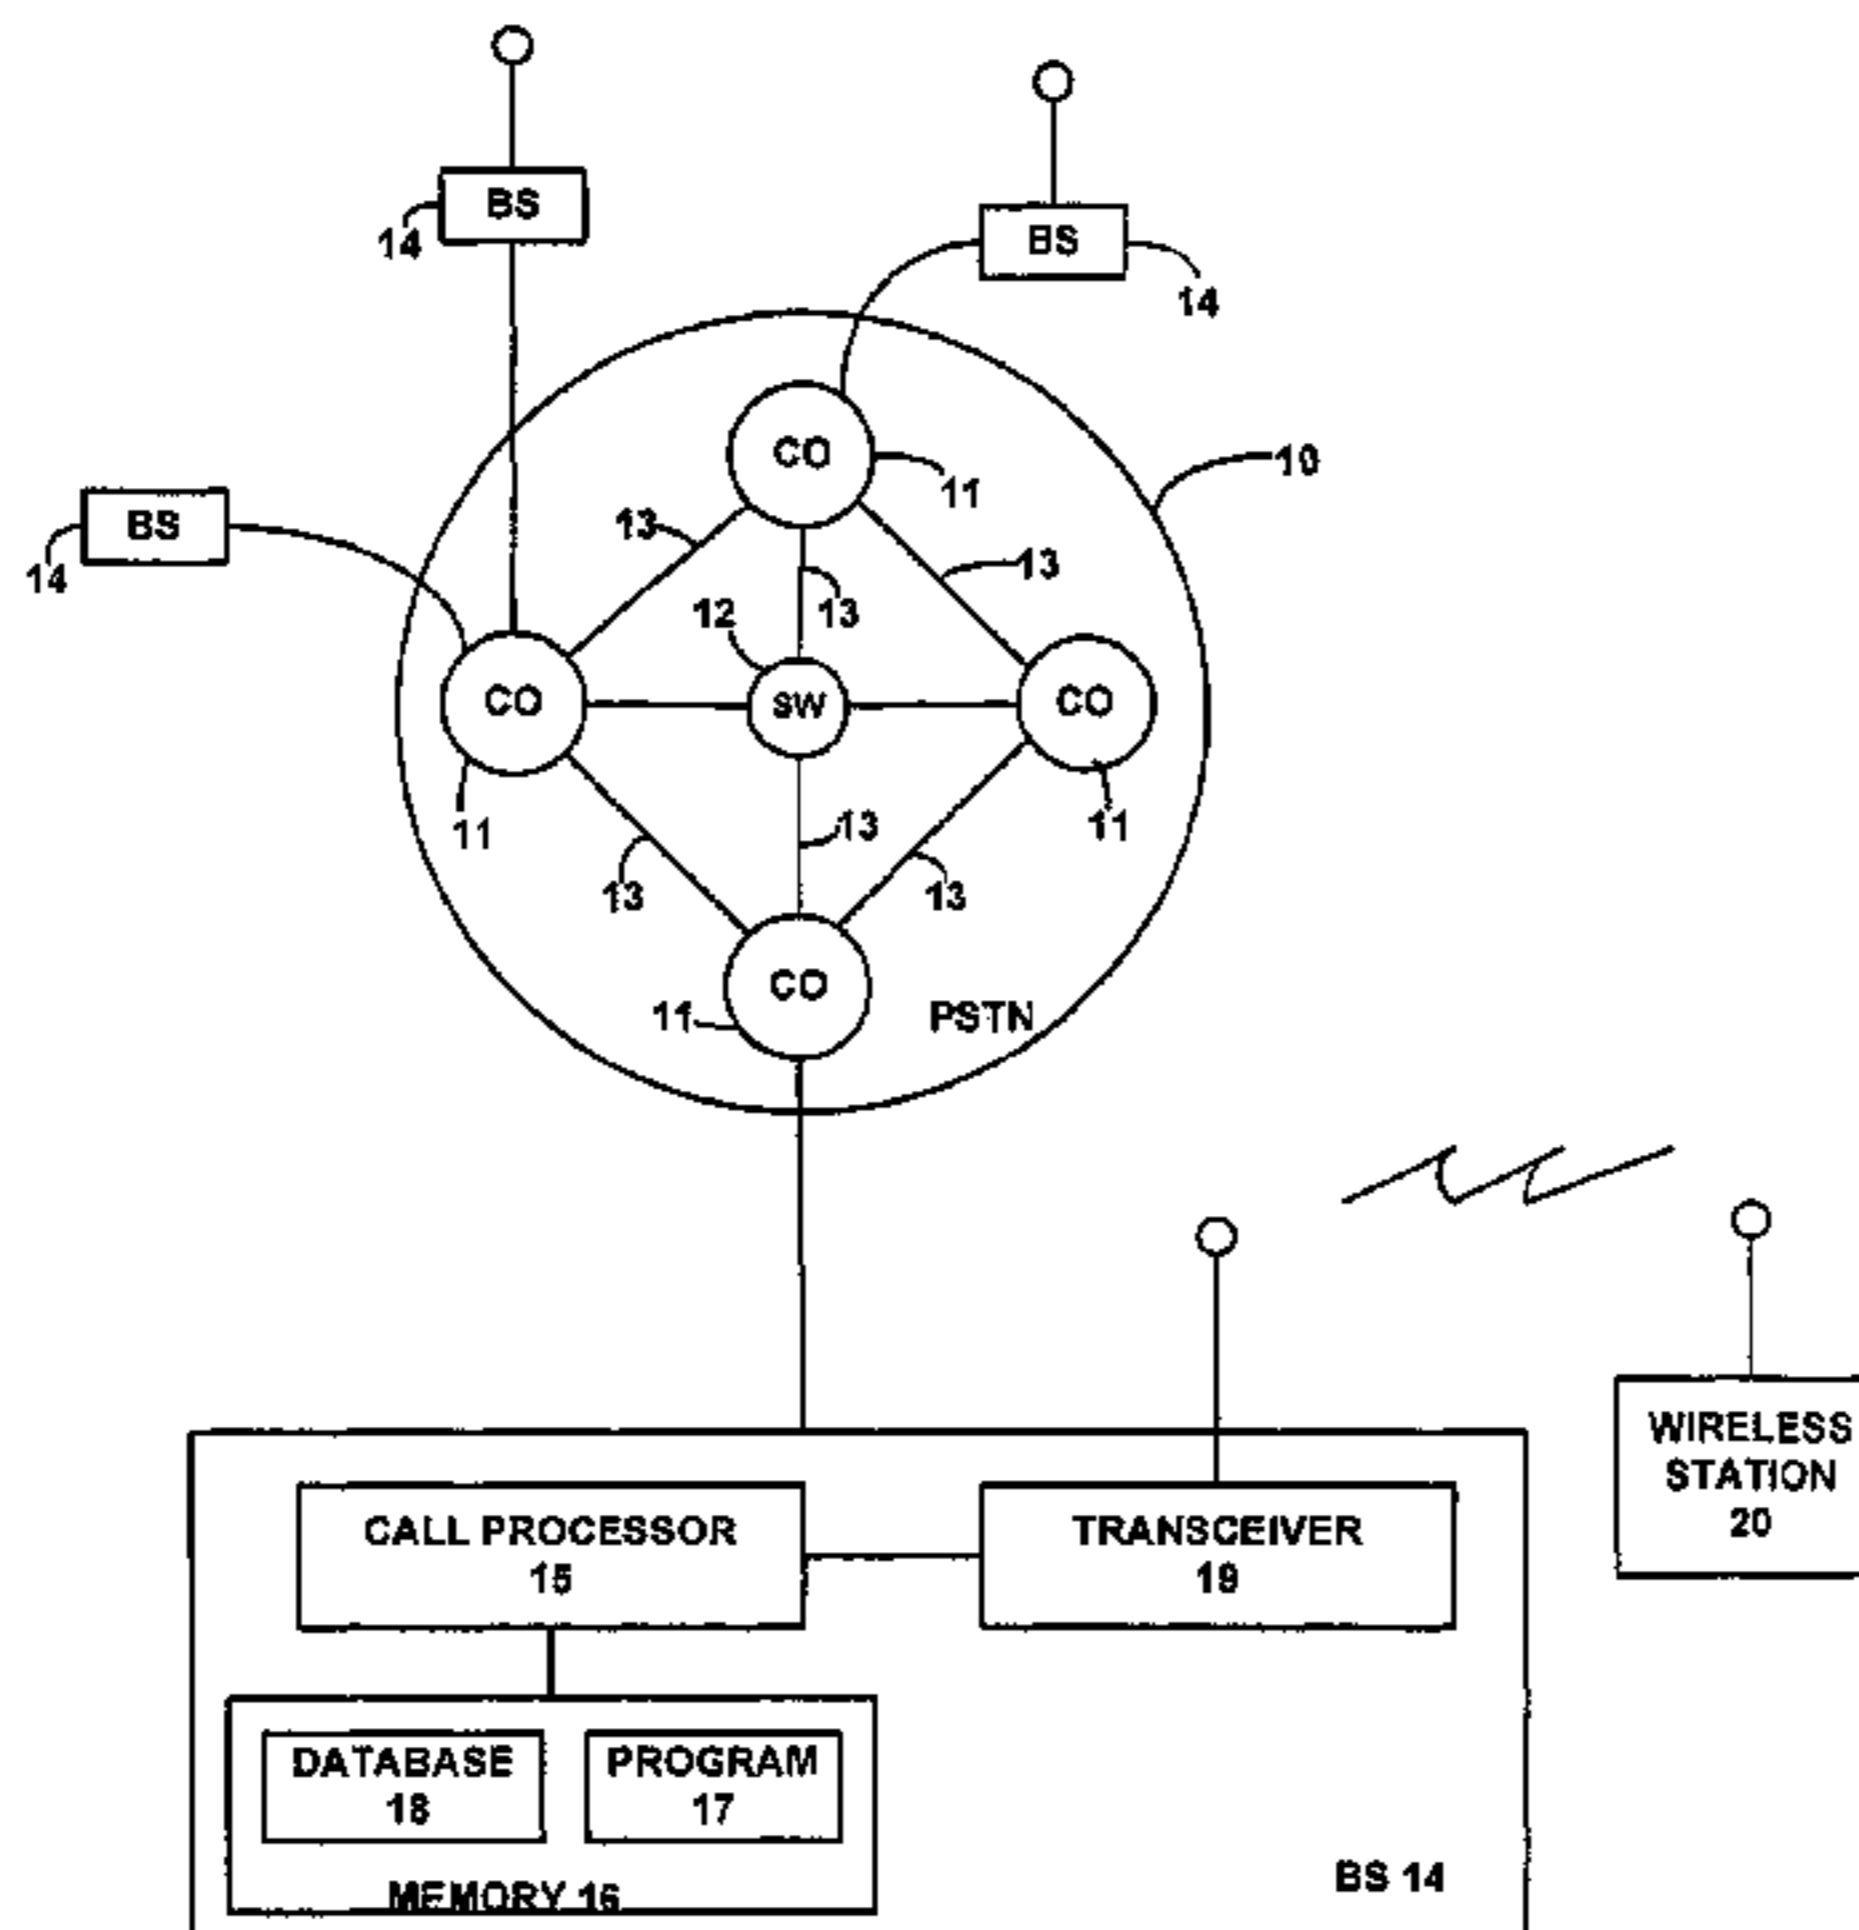 BS
14
BS
14
CO
11
10
BS
14
13
13
13
12
CO
SW
CO
11
11
13
13
13
CO
11
PSTN
WIRELESS
STATION
20
CALL PROCESSOR
15
TRANSCEIVER
19
DATABASE
18
PROGRAM
17
MEMORY 16
BS 14